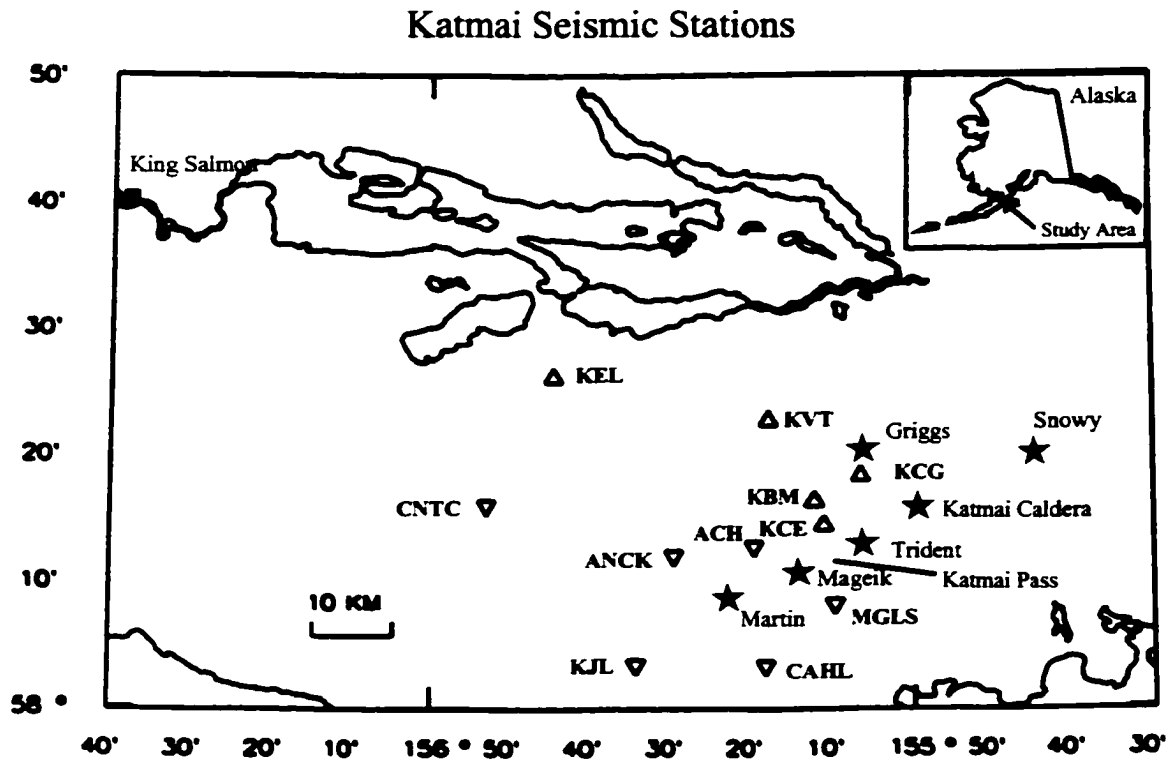 Katmai Seismic Stations
50'
Alaska
King Salmon
40'
Study Area
30'
KEL
KVT
Griggs
Snowy
20'
KCG
CNTC
KBM
Katmai Caldera
ACH
KCE
ANCK
Trident
10'
Mageik
Katmai Pass
10 KM
Martin
MGLS
KJL
CAHL
58°
40' 30' 20' 10' 156° 50' 40' 30' 20' 10' 155° 50' 40' 30'